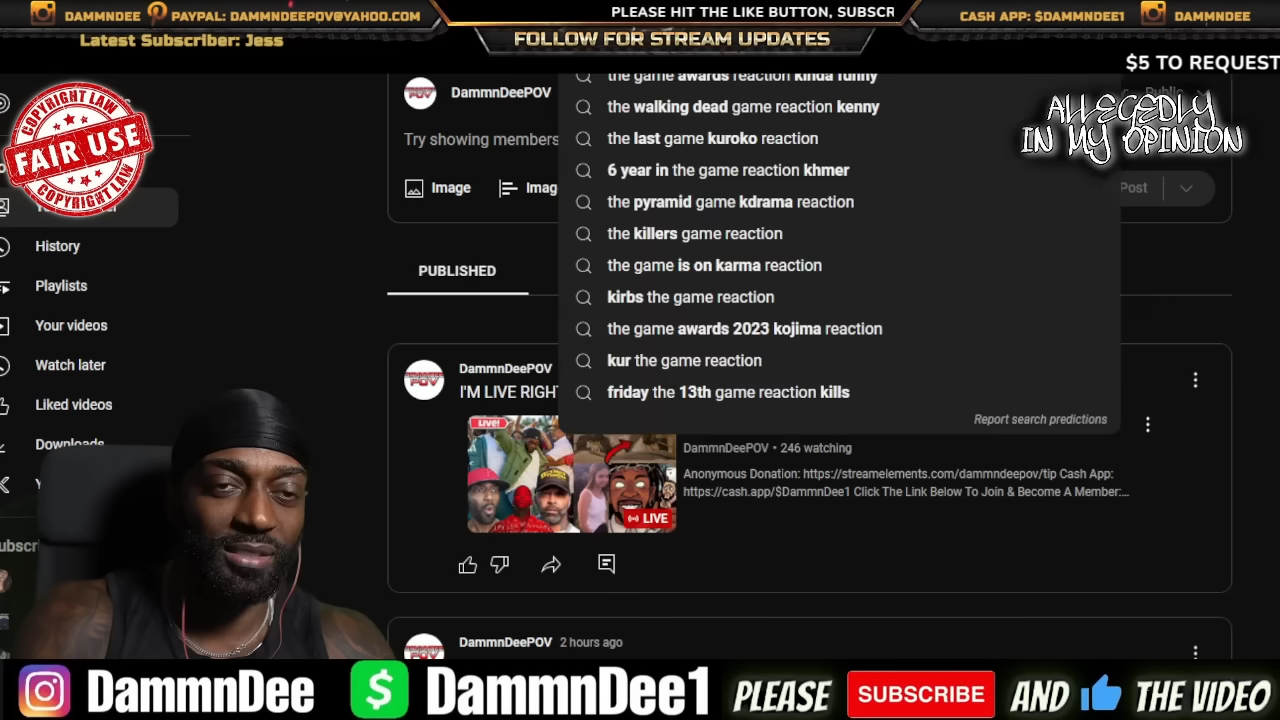 DAMMNDEE
PAYPAL: DAMMNDEEPOV@YAHOO.COM
PLEASE HIT THE LIKE BUTTON, SUBSCR
CASH APP: $DAMMNDEE1
DAMMNDEE
Latest Subscriber: Jess
FOLLOW FOR STREAM UPDATES
$5 TO REQUEST
COPYRIGHT LAW
FAIR USE
COPYRIGHT LAW
ALLEGEDLY
IN MY OPINION
DammnDeePOV
Public
Try showing members
Image
Imag
Post
the game awards reaction kinda funny
the walking dead game reaction kenny
the last game kuroko reaction
6 year in the game reaction khmer
the pyramid game kdrama reaction
the killers game reaction
the game is on karma reaction
kirbs the game reaction
the game awards 2023 kojima reaction
kur the game reaction
friday the 13th game reaction kills
Report search predictions
History
Playlists
Your videos
Watch later
Liked videos
Downloads
PUBLISHED
DammnDeePOV
I'M LIVE RIGHT
LIVE!
LIVE
DammnDeePOV • 246 watching
Anonymous Donation: https://streamelements.com/dammndeepov/tip Cash App:
https://cash.app/$DammnDee1 Click The Link Below To Join & Become A Member:...
DammnDeePOV 2 hours ago
DammnDee
DammnDee1
PLEASE
SUBSCRIBE
AND
THE VIDEO